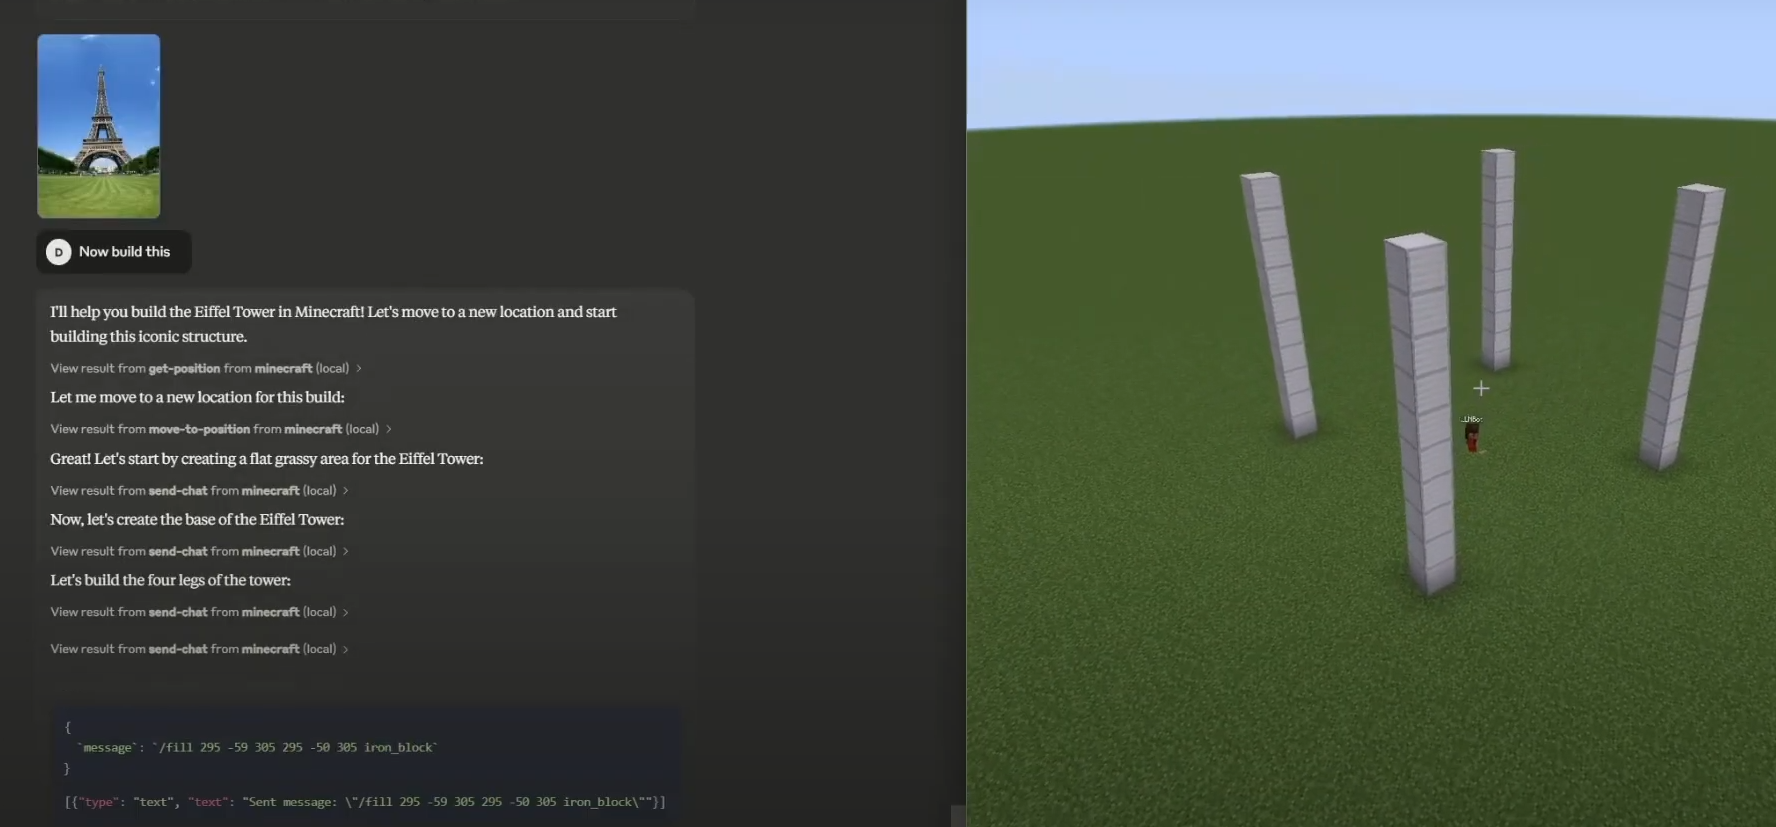 D Now build this
I'll help you build the Eiffel Tower in Minecraft! Let's move to a new location and start
building this iconic structure.
View result from get-position from minecraft (local) >
Let me move to a new location for this build:
View result from move-to-position from minecraft (local) >
Great! Let's start by creating a flat grassy area for the Eiffel Tower:
View result from send-chat from minecraft (local) >
Now, let's create the base of the Eiffel Tower:
View result from send-chat from minecraft (local) >
Let's build the four legs of the tower:
View result from send-chat from minecraft (local) >
View result from send-chat from minecraft (local) >
{
`message`: `/fill 295 -59 305 295 -50 305 iron_block`
}
[{"type": "text", "text": "Sent message: \"/fill 295 -59 305 295 -50 305 iron_block\""}]